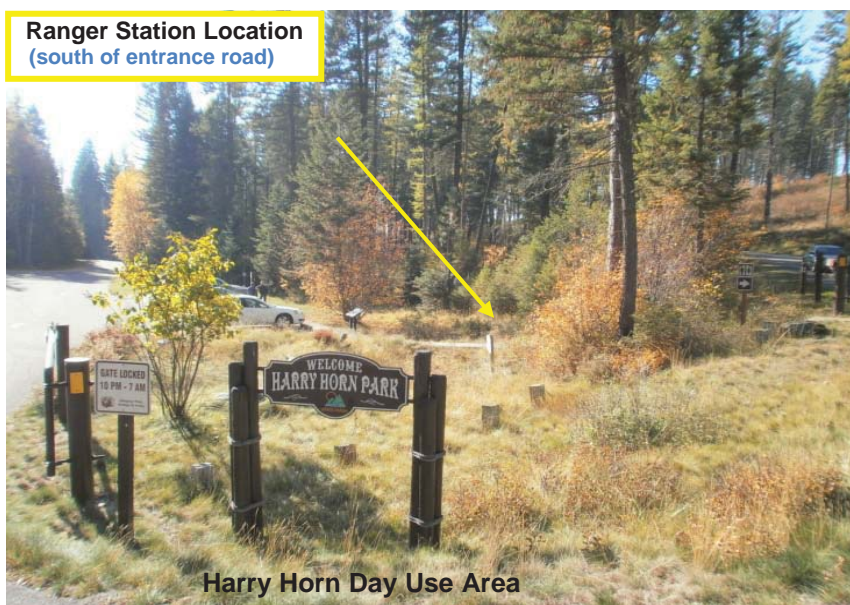 Ranger Station Location
(south of entrance road)
WELCOME
HARRY HORN PARK
GATE LOCKED
10 PM - 7 AM
Harry Horn Day Use Area